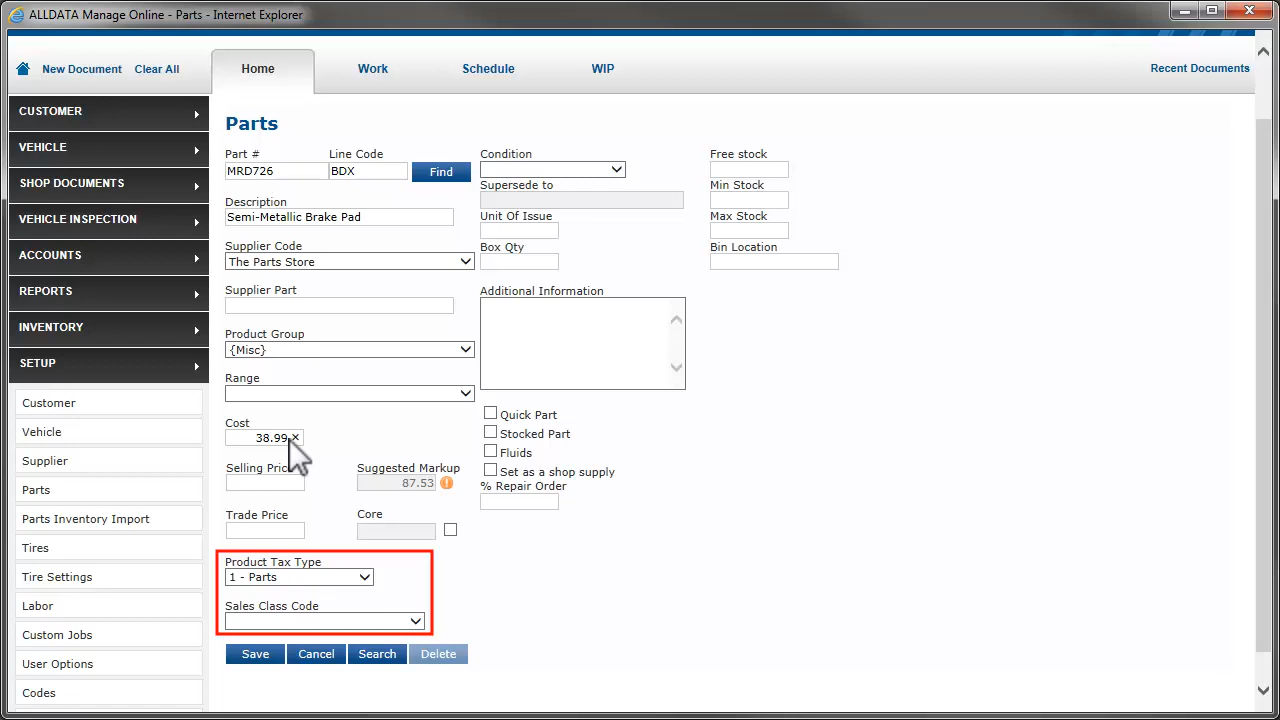 ALLDATA Manage Online - Parts - Internet Explorer
New Document
Clear All
Home
Work
Schedule
WIP
Recent Documents
CUSTOMER
VEHICLE
SHOP DOCUMENTS
VEHICLE INSPECTION
ACCOUNTS
REPORTS
INVENTORY
SETUP
Customer
Vehicle
Supplier
Parts
Parts Inventory Import
Tires
Tire Settings
Labor
Custom Jobs
User Options
Codes
Parts
Part #
Line Code
MRD726
BDX
Find
Description
Semi-Metallic Brake Pad
Supplier Code
The Parts Store
Supplier Part
Product Group
{Misc}
Range
Cost
38.99
Selling Price
Suggested Markup
87.53
Trade Price
Core
Product Tax Type
1 - Parts
Sales Class Code
Save
Cancel
Search
Delete
Condition
Supersede to
Unit Of Issue
Box Qty
Additional Information
Quick Part
Stocked Part
Fluids
Set as a shop supply
% Repair Order
Free stock
Min Stock
Max Stock
Bin Location